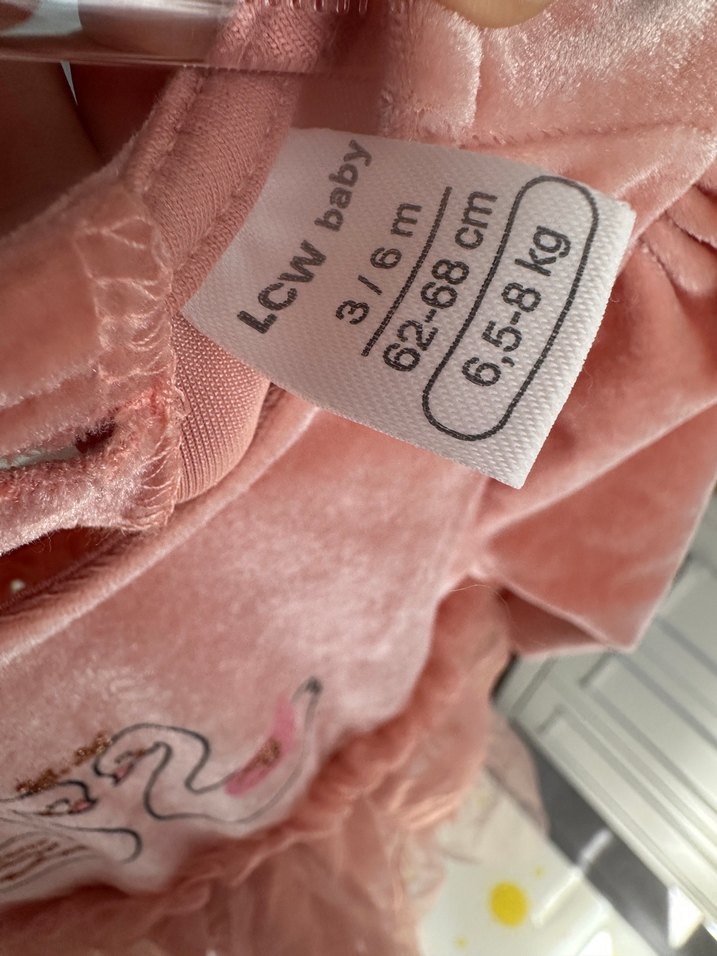 LCW baby
3 / 6 m
62-68 cm
6,5-8 kg